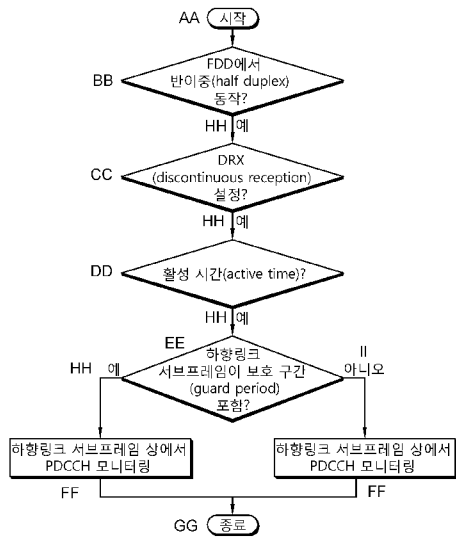 AA 시작
FDD에서
BB 반이중(half duplex)
동작?
HH 예
DRX
CC (discontinuous reception)
설정?
HH 예
DD 활성 시간(active time)?
HH 예
EE
하향링크
서브프레임이 보호 구간
(guard period)
포함?
HH 예
II
아니오
하향링크 서브프레임 상에서
PDCCH 모니터링
하향링크 서브프레임 상에서
PDCCH 모니터링
FF
FF
GG 종료